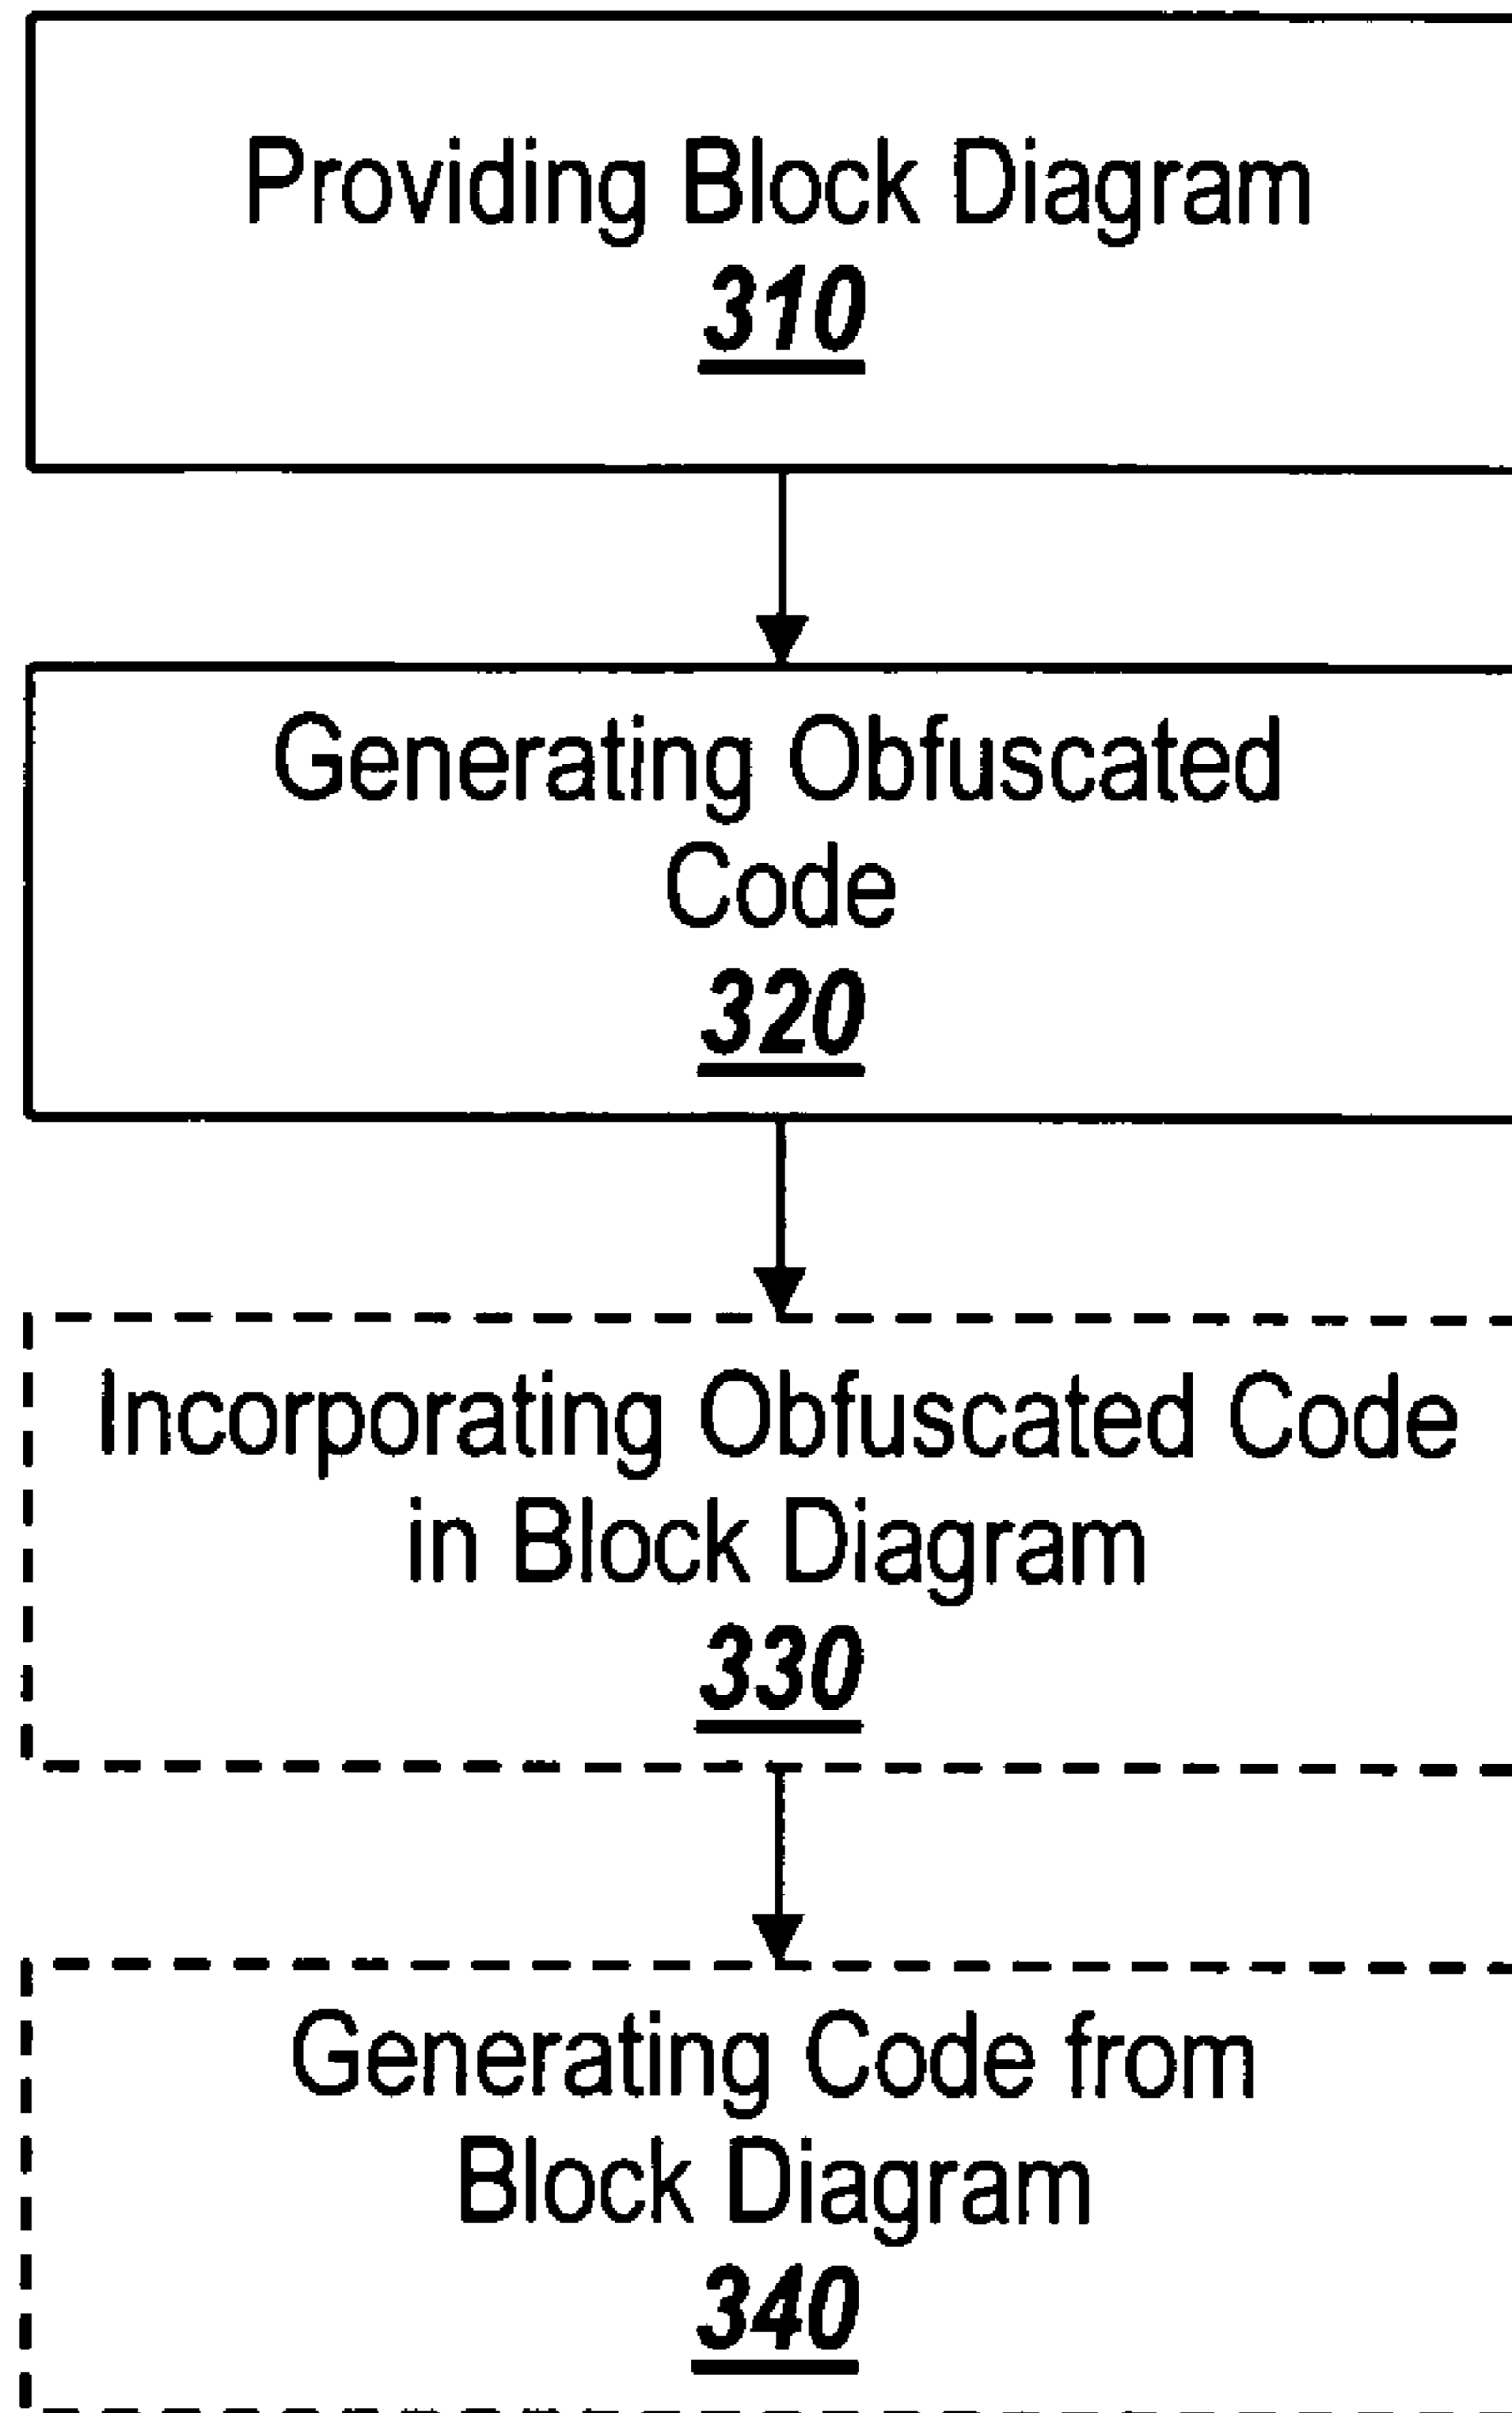 Providing Block Diagram
310
Generating Obfuscated
Code
320
Incorporating Obfuscated Code
in Block Diagram
330
Generating Code from
Block Diagram
340